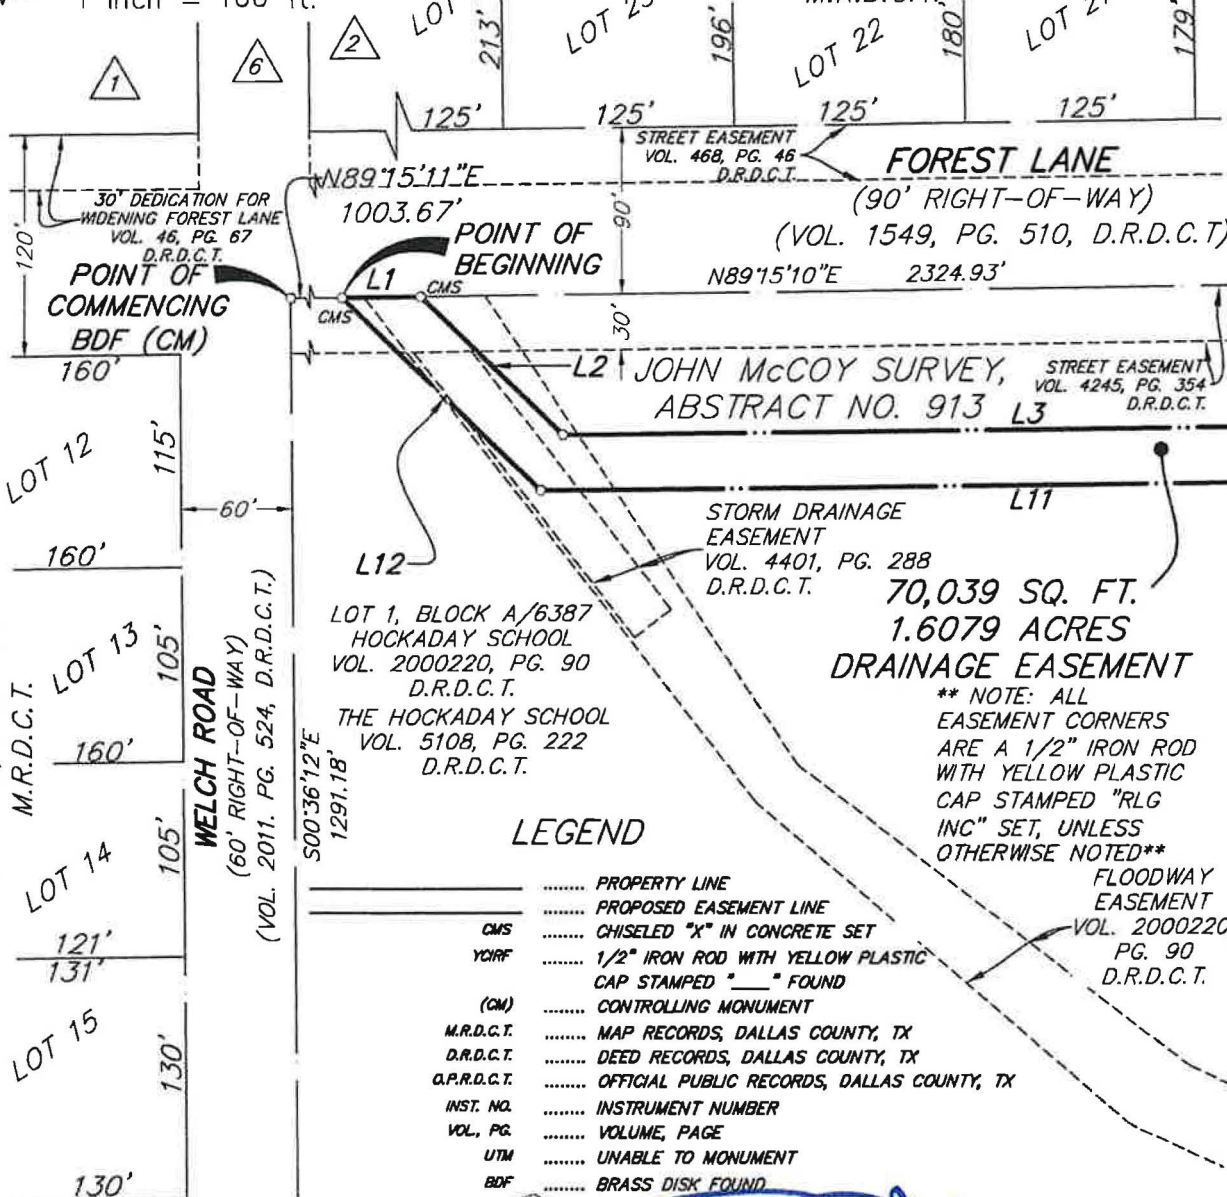 1 inch = 100 ft.
1
6
2
LOT
213'
LOT 23
196'
LOT 22
180'
LOT 21
179'
125'
125'
125'
125'
STREET EASEMENT
VOL. 468, PG. 46
D.R.D.C.T.
FOREST LANE
(90' RIGHT-OF-WAY)
(VOL. 1549, PG. 510, D.R.D.C.T)
N89°15'11"E
1003.67'
90'
30' DEDICATION FOR
WIDENING FOREST LANE
VOL. 46, PG. 67
D.R.D.C.T.
120'
POINT OF
COMMENCING
BDF (CM)
POINT OF
BEGINNING
L1
CMS
CMS
N89°15'10"E 2324.93'
30'
L2
JOHN McCOY SURVEY,
ABSTRACT NO. 913
STREET EASEMENT
VOL. 4245, PG. 354
D.R.D.C.T.
L3
L11
160'
LOT 12
115'
60'
160'
L12
STORM DRAINAGE
EASEMENT
VOL. 4401, PG. 288
D.R.D.C.T.
70,039 SQ. FT.
1.6079 ACRES
DRAINAGE EASEMENT
LOT 1, BLOCK A/6387
HOCKADAY SCHOOL
VOL. 2000220, PG. 90
D.R.D.C.T.
THE HOCKADAY SCHOOL
VOL. 5108, PG. 222
D.R.D.C.T.
LOT 13
105'
160'
M.R.D.C.T.
WELCH ROAD
(60' RIGHT-OF-WAY)
(VOL. 2011. PG. 524, D.R.D.C.T.)
S00°36'12"E
1291.18'
** NOTE: ALL
EASEMENT CORNERS
ARE A 1/2" IRON ROD
WITH YELLOW PLASTIC
CAP STAMPED "RLG
INC" SET, UNLESS
OTHERWISE NOTED**
FLOODWAY
EASEMENT
VOL. 2000220
PG. 90
D.R.D.C.T.
LOT 14
105'
121'
131'
LOT 15
130'
130'
LEGEND
........ PROPERTY LINE
........ PROPOSED EASEMENT LINE
CMS ........ CHISELED "X" IN CONCRETE SET
YCIRF ........ 1/2" IRON ROD WITH YELLOW PLASTIC
CAP STAMPED "___" FOUND
(CM) ........ CONTROLLING MONUMENT
M.R.D.C.T. ........ MAP RECORDS, DALLAS COUNTY, TX
D.R.D.C.T. ........ DEED RECORDS, DALLAS COUNTY, TX
O.P.R.D.C.T. ........ OFFICIAL PUBLIC RECORDS, DALLAS COUNTY, TX
INST. NO. ........ INSTRUMENT NUMBER
VOL., PG. ........ VOLUME, PAGE
UTM ........ UNABLE TO MONUMENT
BDF ........ BRASS DISK FOUND